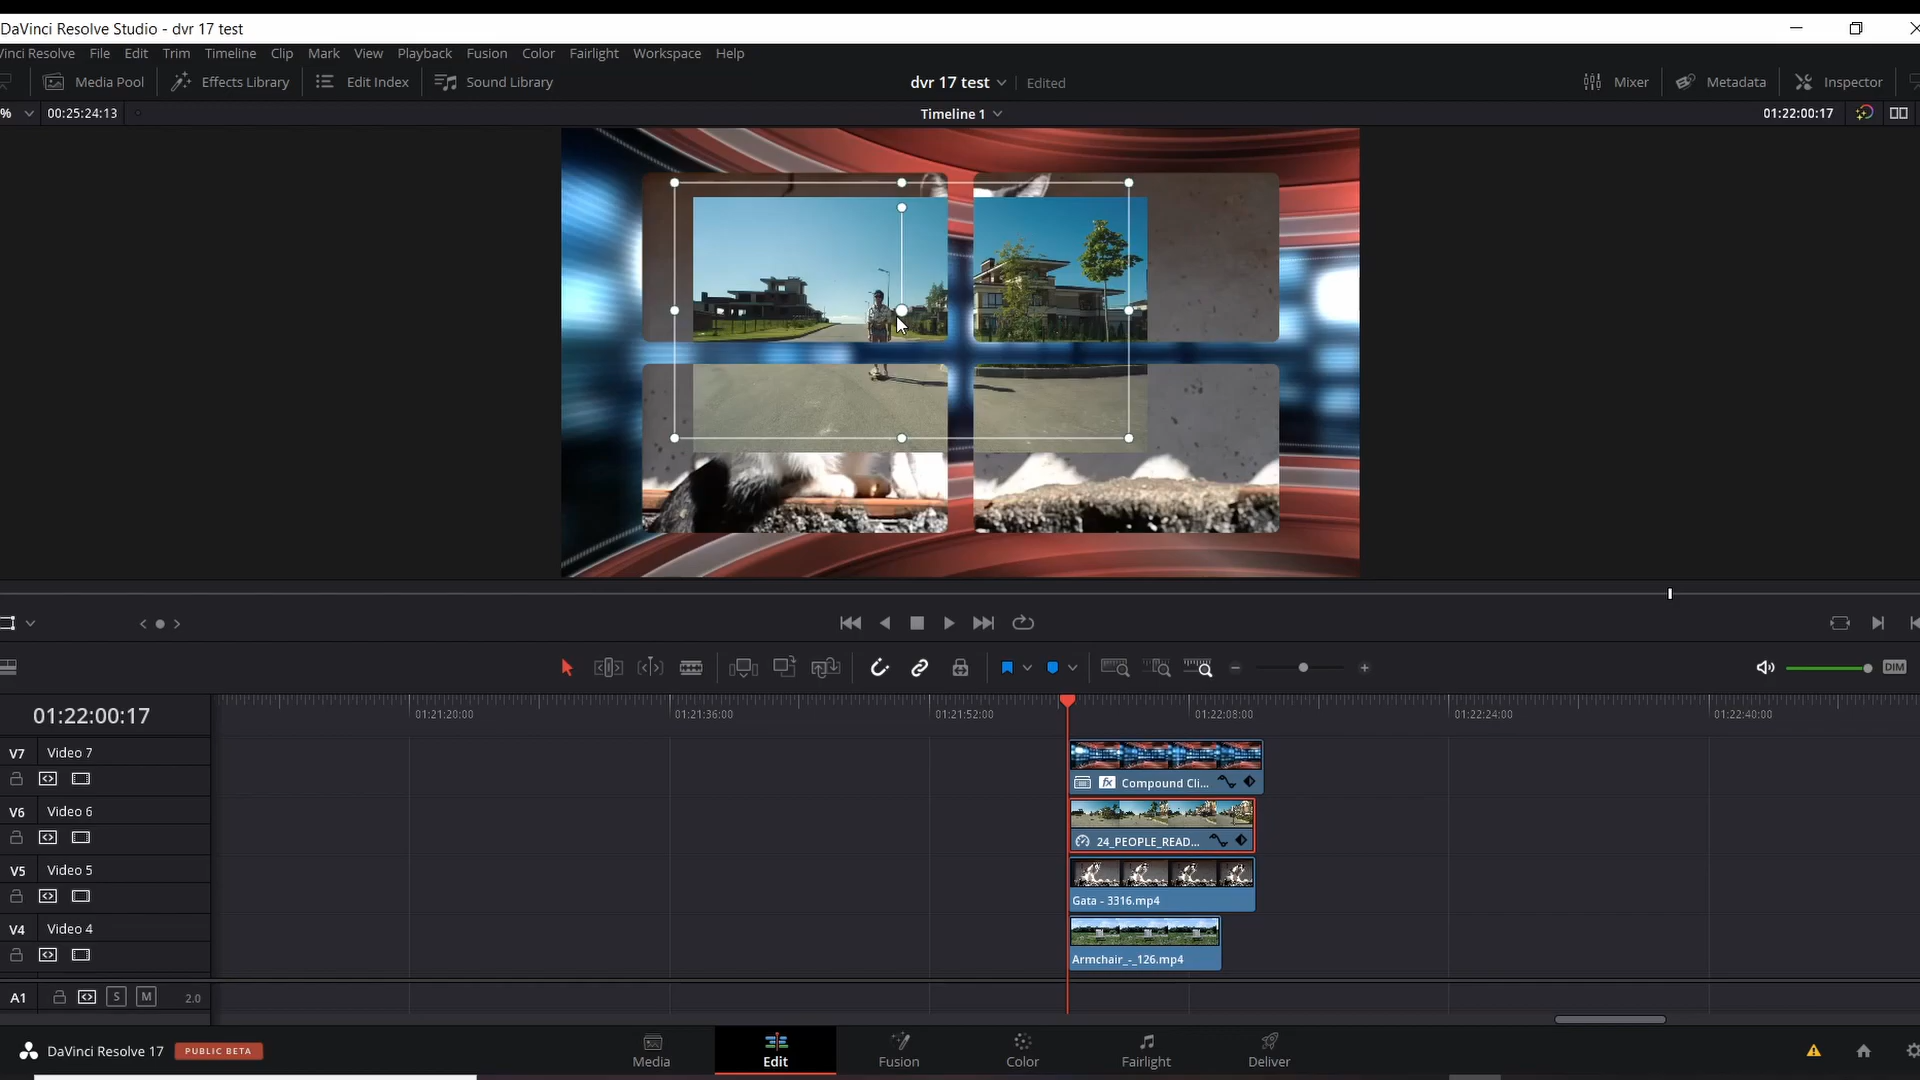 DaVinci Resolve Studio - dvr 17 test
Vinci Resolve File Edit Trim Timeline Clip Mark View Playback Fusion Color Fairlight Workspace Help
Media Pool Effects Library Edit Index Sound Library dvr 17 test Edited Mixer Metadata Inspector
% 00:25:24:13 Timeline 1 01:22:00:17
DIM
01:22:00:17 01:21:20:00 01:21:36:00 01:21:52:00 01:22:08:00 01:22:24:00 01:22:40:00
V7 Video 7
fx Compound Cli...
V6 Video 6
24_PEOPLE_READ...
V5 Video 5
Gata - 3316.mp4
V4 Video 4
Armchair_-_126.mp4
A1 S M 2.0
DaVinci Resolve 17 PUBLIC BETA Media Edit Fusion Color Fairlight Deliver